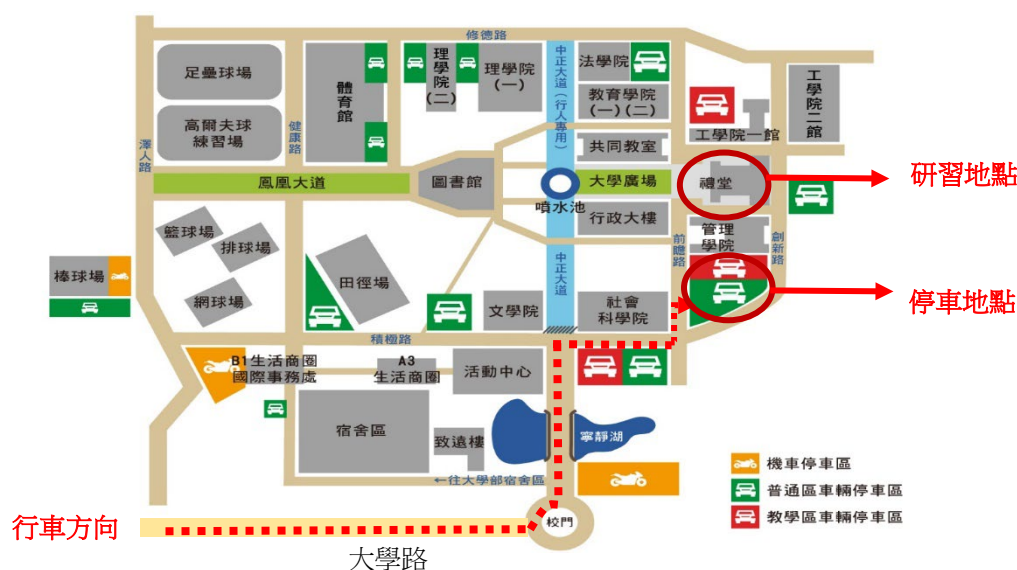 修德路
足壘球場
高爾夫球
練習場
健康路
澤人路
體育館
理學院
(二)
理學院
(一)
中正大道(行人專用)
法學院
教育學院
(一)(二)
共同教室
工學院一館
工學院二館
鳳凰大道
圖書館
噴水池
大學廣場
禮堂
研習地點
行政大樓
管理
學院
前瞻路
創新路
籃球場
排球場
網球場
棒球場
田徑場
中正大道
文學院
社會
科學院
停車地點
積極路
B1生活商圈
國際事務處
A3
生活商圈
活動中心
宿舍區
致遠樓
寧靜湖
←往大學部宿舍區
機車停車區
普通區車輛停車區
教學區車輛停車區
行車方向
校門
大學路